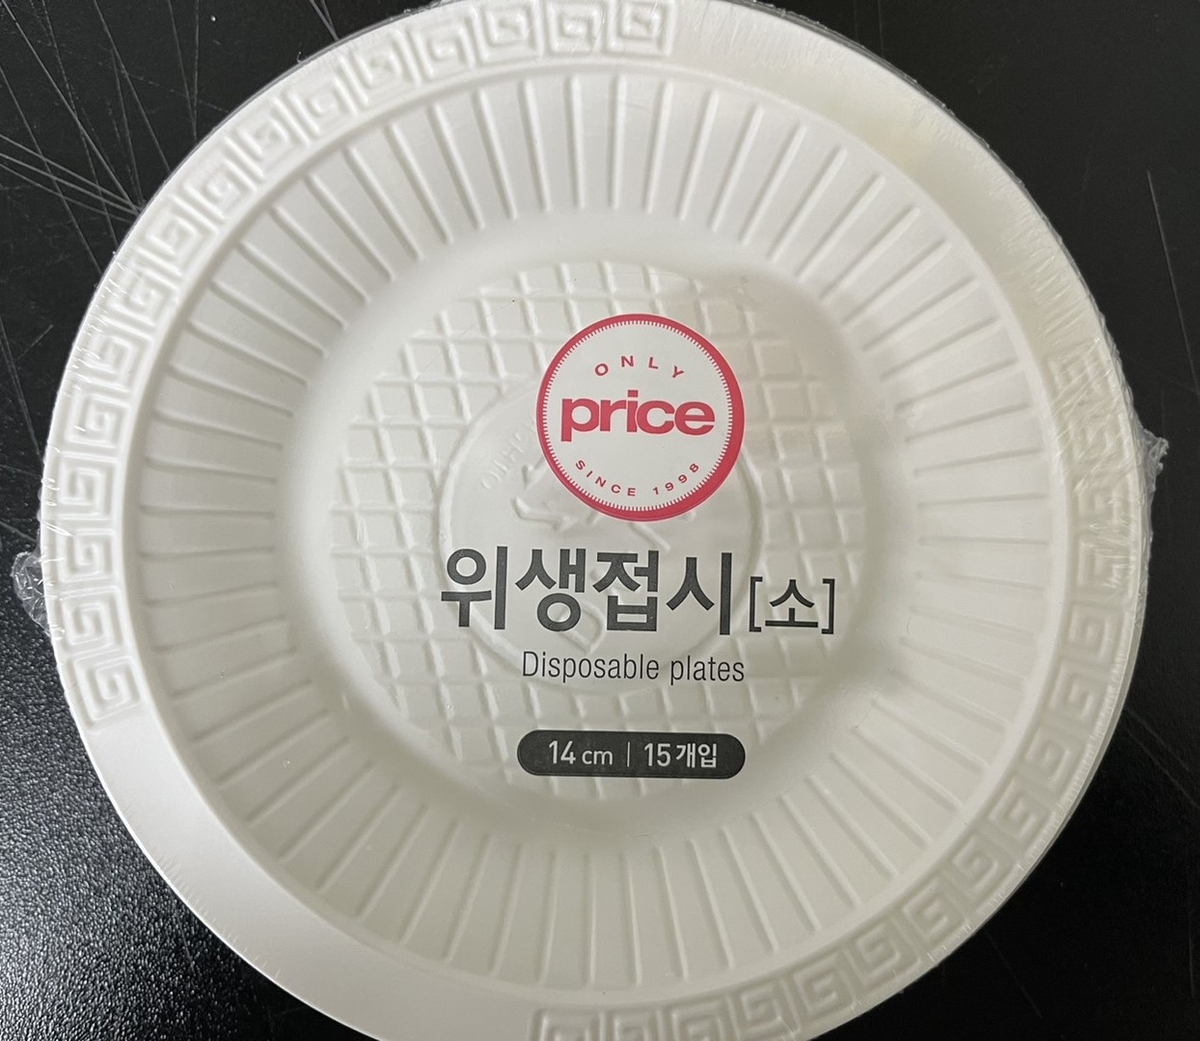 ONLY
price
SINCE 1998
위생접시[소]
Disposable plates
14cm | 15개입